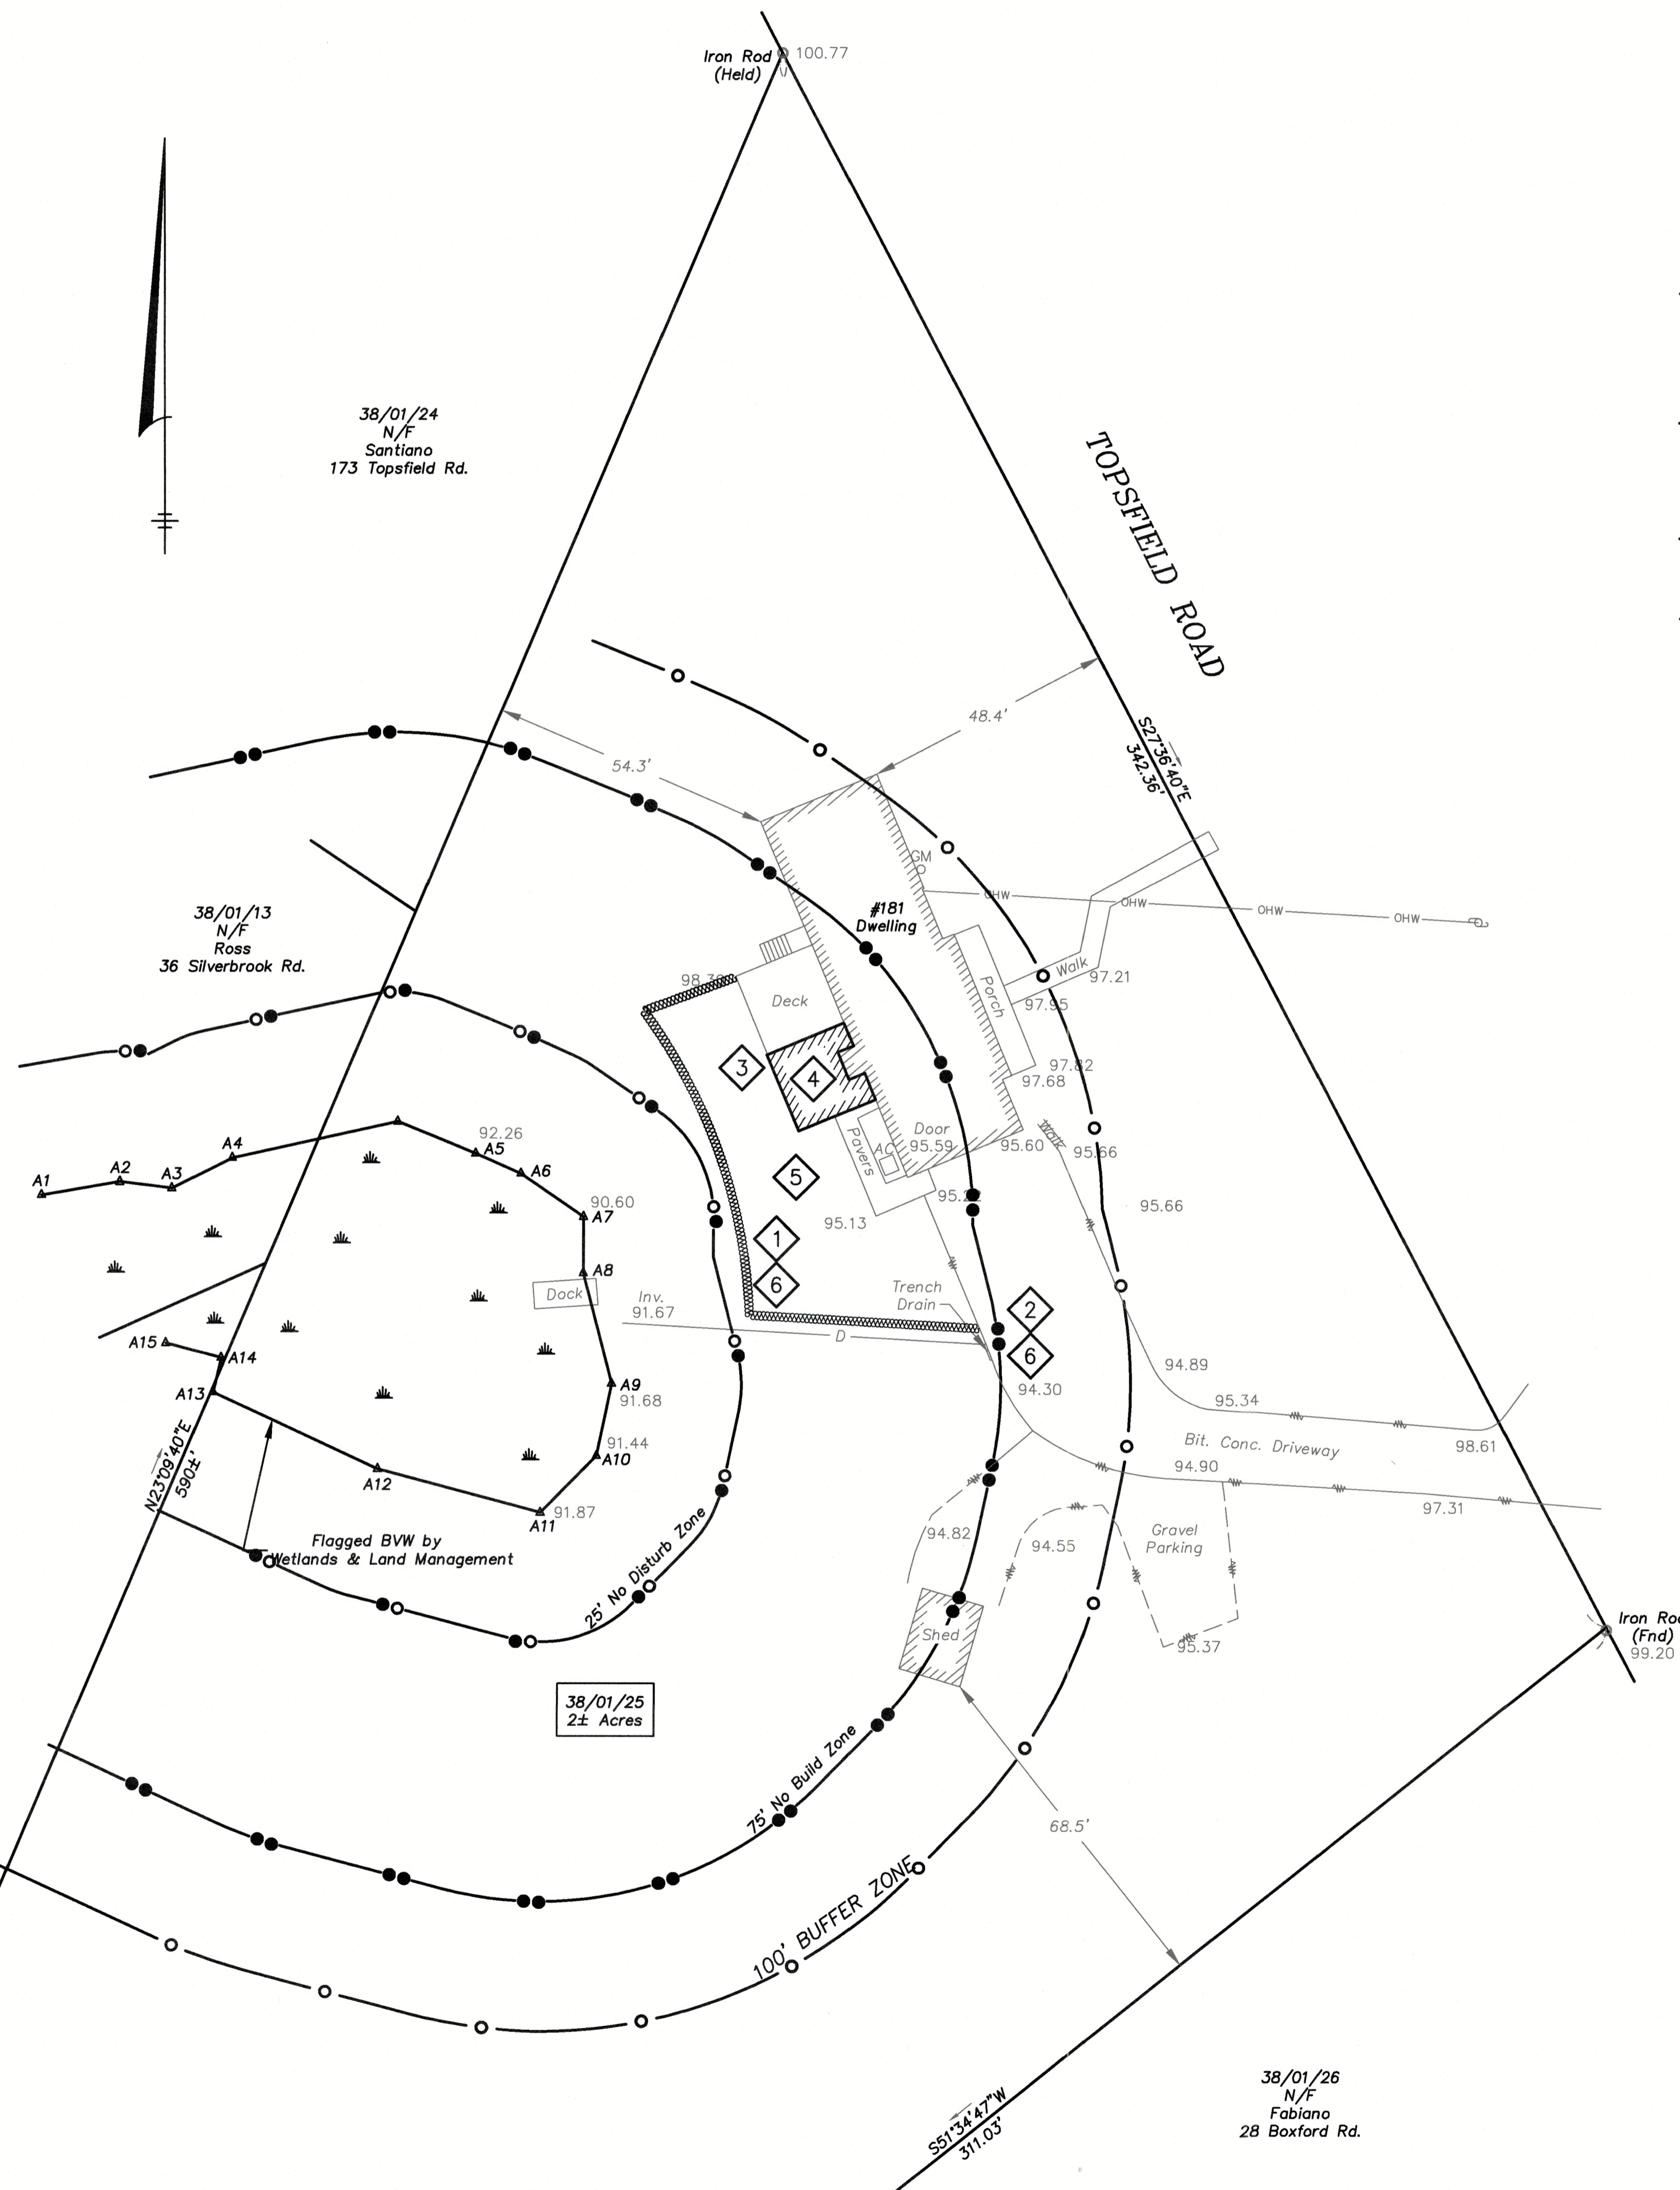 Iron Rod
(Held)
100.77
38/01/24
N/F
Santiano
173 Topsfield Rd.
TOPSFIELD ROAD
48.4'
54.3'
S27°36'40"E
342.36'
GM
OHW
OHW
OHW
OHW
#181
Dwelling
38/01/13
N/F
Ross
36 Silverbrook Rd.
Walk
97.21
97.95
Porch
Deck
3
4
97.82
97.68
A1
A2
A3
A4
92.26
A5
A6
90.60
A7
A8
Dock
Door
95.59
AC
Pavers
95.60
Walk
95.66
95.66
5
95.13
1
6
Inv.
91.67
D
Trench
Drain
2
6
94.30
94.89
95.34
98.61
Bit. Conc. Driveway
94.90
97.31
A15
A14
A13
A9
91.68
91.44
A10
A12
91.87
A11
N23°09'40"E
590±'
Flagged BVW by
Wetlands & Land Management
25' No Disturb Zone
94.82
94.55
Gravel
Parking
95.37
Shed
Iron
(Fnd)
99.20
38/01/25
2± Acres
75' No Build Zone
68.5'
100' BUFFER ZONE
S51°34'47"W
311.03'
38/01/26
N/F
Fabiano
28 Boxford Rd.